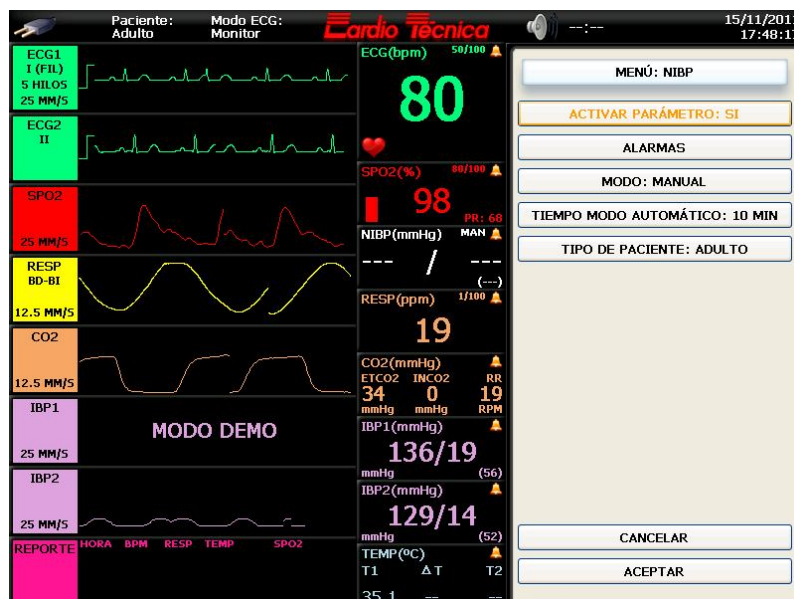 Paciente:
Adulto
Modo ECG:
Monitor
Cardio Técnica
--:--
15/11/201
17:48:1
ECG1
I (FIL)
5 HILOS
25 MM/S
ECG2
II
SPO2
25 MM/S
RESP
BD-BI
12.5 MM/S
CO2
12.5 MM/S
IBP1
25 MM/S
MODO DEMO
IBP2
25 MM/S
REPORTE
HORA BPM RESP TEMP SPO2
ECG(bpm) 50/100
80
SPO2(%) 80/100
98
PR: 68
NIBP(mmHg) MAN
--- / ---
(---)
RESP(ppm) 1/100
19
CO2(mmHg)
ETCO2 INCO2 RR
34 0 19
mmHg mmHg RPM
IBP1(mmHg)
136/19
mmHg (56)
IBP2(mmHg)
129/14
mmHg (52)
TEMP(ºC)
T1 ΔT T2
35.1 -- --
MENÚ: NIBP
ACTIVAR PARÁMETRO: SI
ALARMAS
MODO: MANUAL
TIEMPO MODO AUTOMÁTICO: 10 MIN
TIPO DE PACIENTE: ADULTO
CANCELAR
ACEPTAR